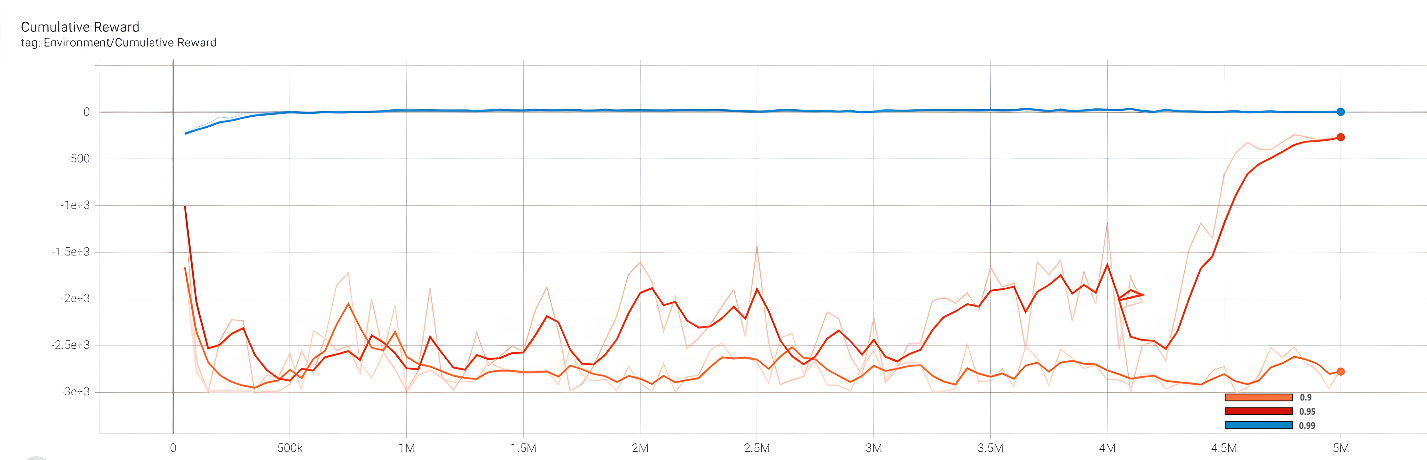 Cumulative Reward
tag: Environment/Cumulative Reward
0
-500
-1e+3
-1.5e+3
-2e+3
-2.5e+3
-3e+3
0.9
0.95
0.99
0 500k 1M 1.5M 2M 2.5M 3M 3.5M 4M 4.5M 5M